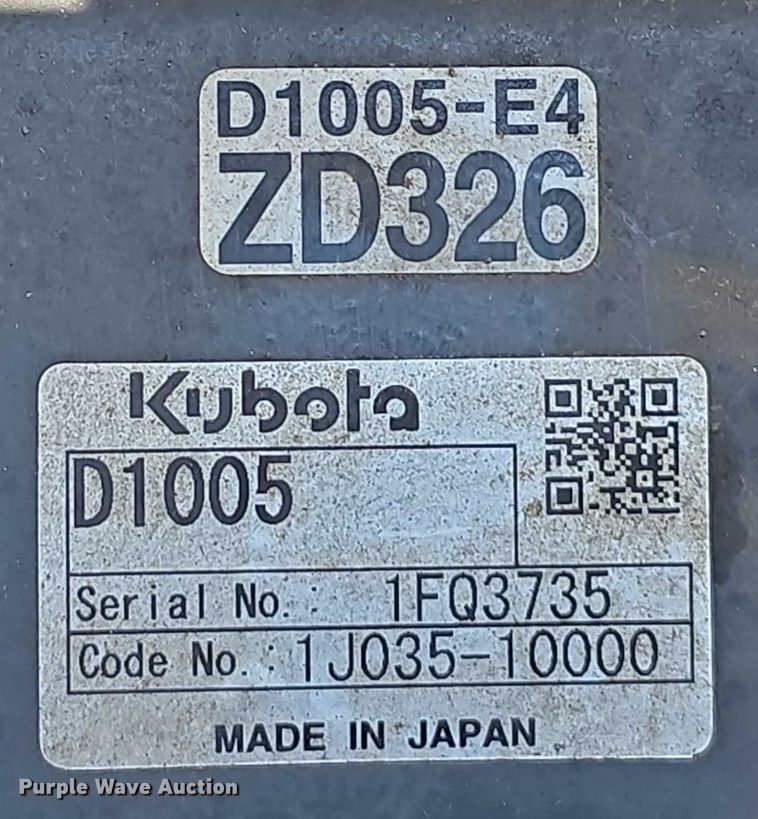 D1005-E4
ZD326
Kubota
D1005
Serial No.: 1FQ3735
Code No.: 1J035-10000
MADE IN JAPAN
Purple Wave Auction